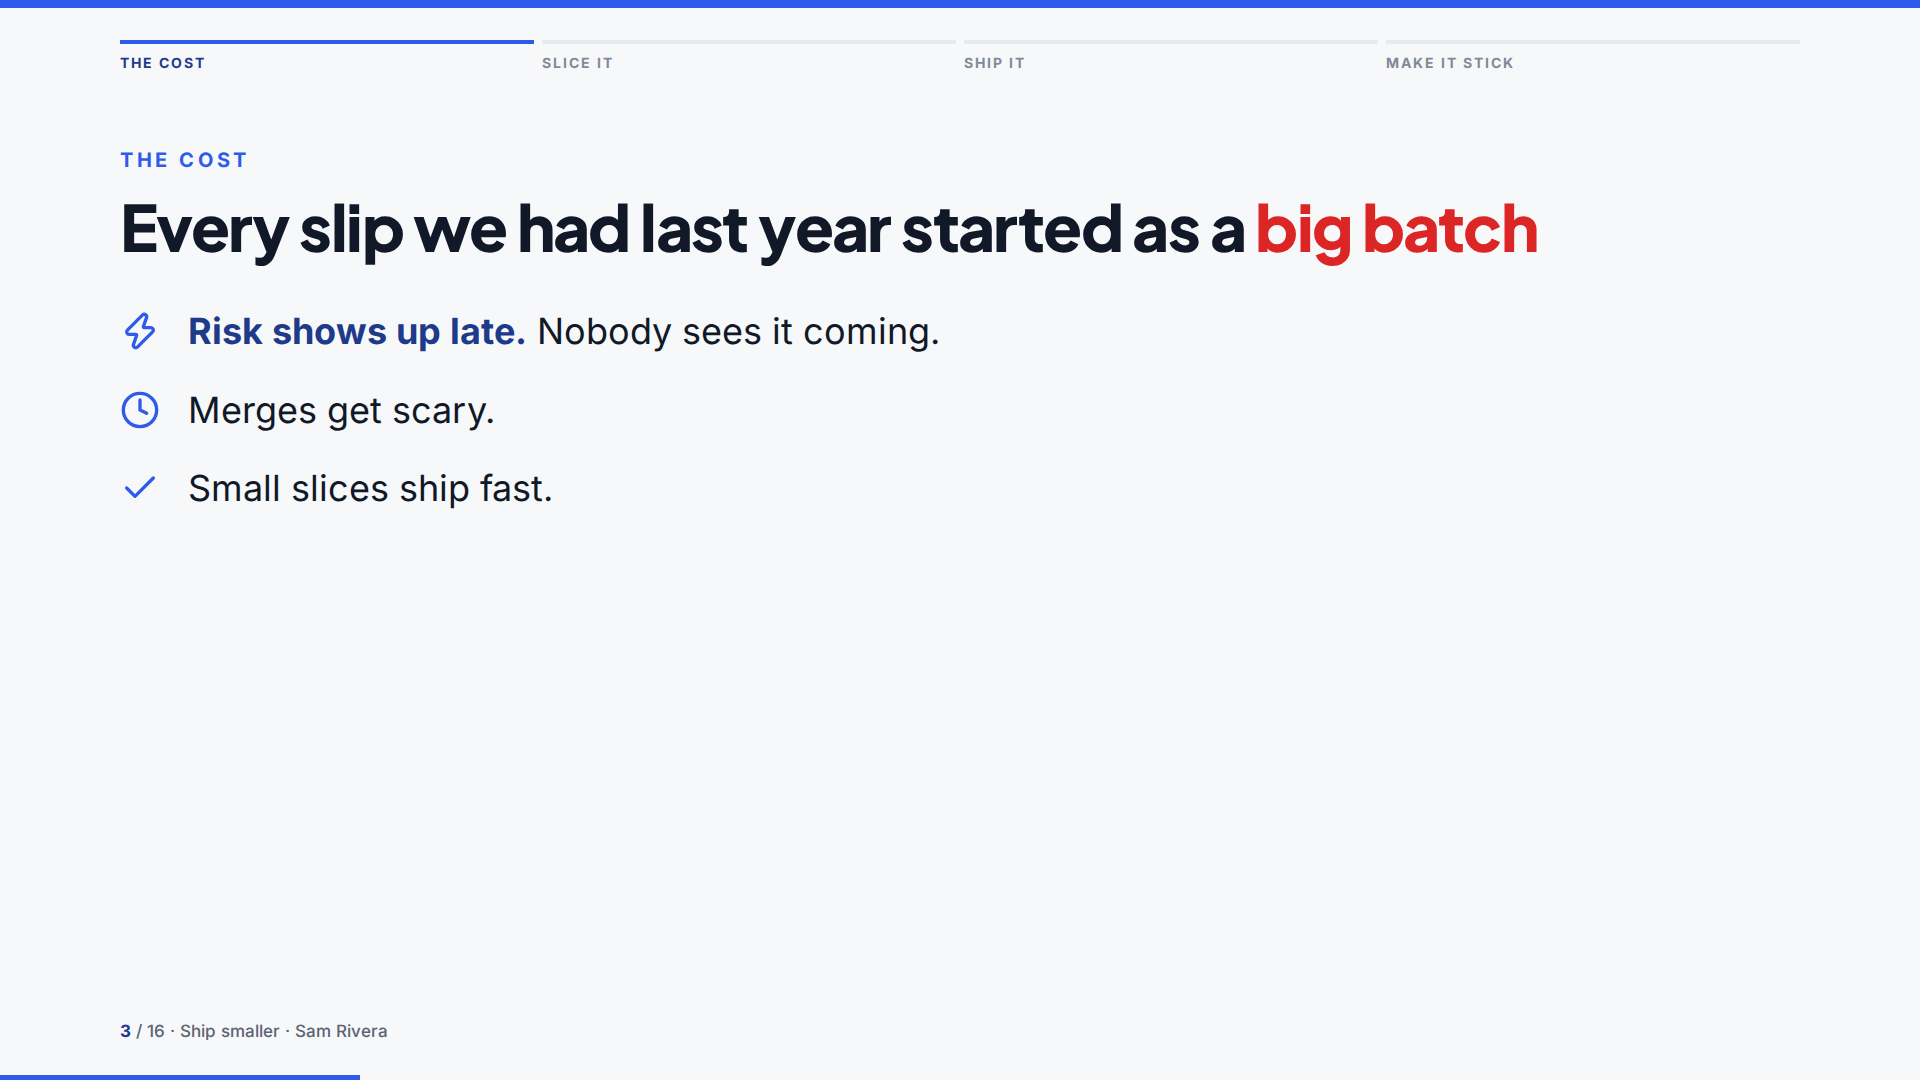 THE COST
SLICE IT
SHIP IT
MAKE IT STICK
THE COST
Every slip we had last year started as a big batch
Risk shows up late. Nobody sees it coming.
Merges get scary.
Small slices ship fast.
3 / 16 · Ship smaller · Sam Rivera